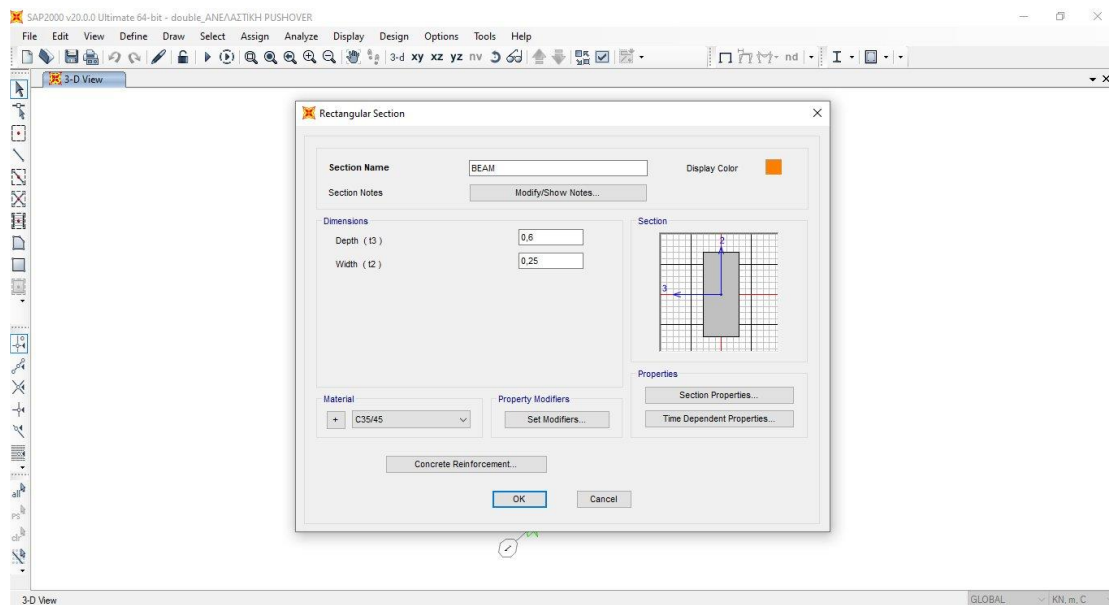 SAP2000 v20.0.0 Ultimate 64-bit - double_ΑΝΕΛΑΣΤΙΚΗ PUSHOVER
File Edit View Define Draw Select Assign Analyze Display Design Options Tools Help
3-d xy xz yz nv nd
3-D View
Rectangular Section
Section Name BEAM Display Color
Section Notes Modify/Show Notes...
Dimensions Section
Depth ( t3 ) 0,6
Width ( t2 ) 0,25
2
3
Properties
Section Properties...
Time Dependent Properties...
Material Property Modifiers
+ C35/45 Set Modifiers...
Concrete Reinforcement...
OK Cancel
all
PS
clr
3-D View GLOBAL KN, m, C